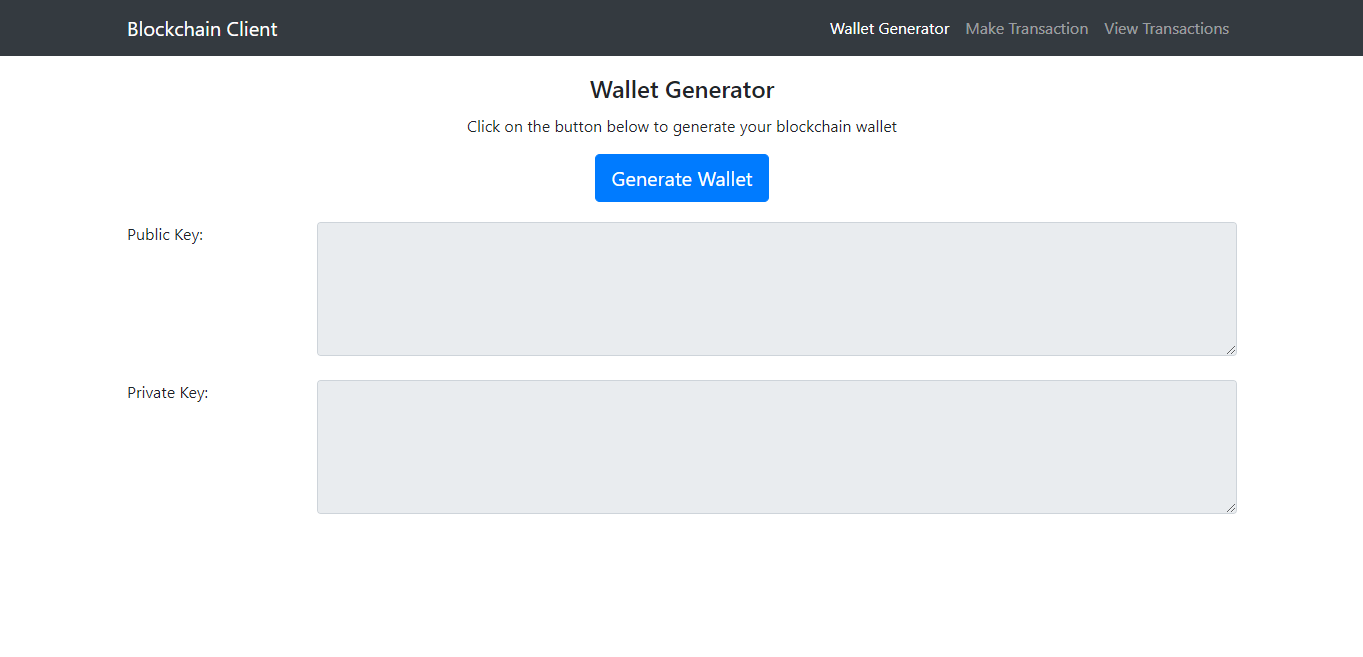 Blockchain Client
Wallet Generator Make Transaction View Transactions
Wallet Generator
Click on the button below to generate your blockchain wallet
Generate Wallet
Public Key:
Private Key: